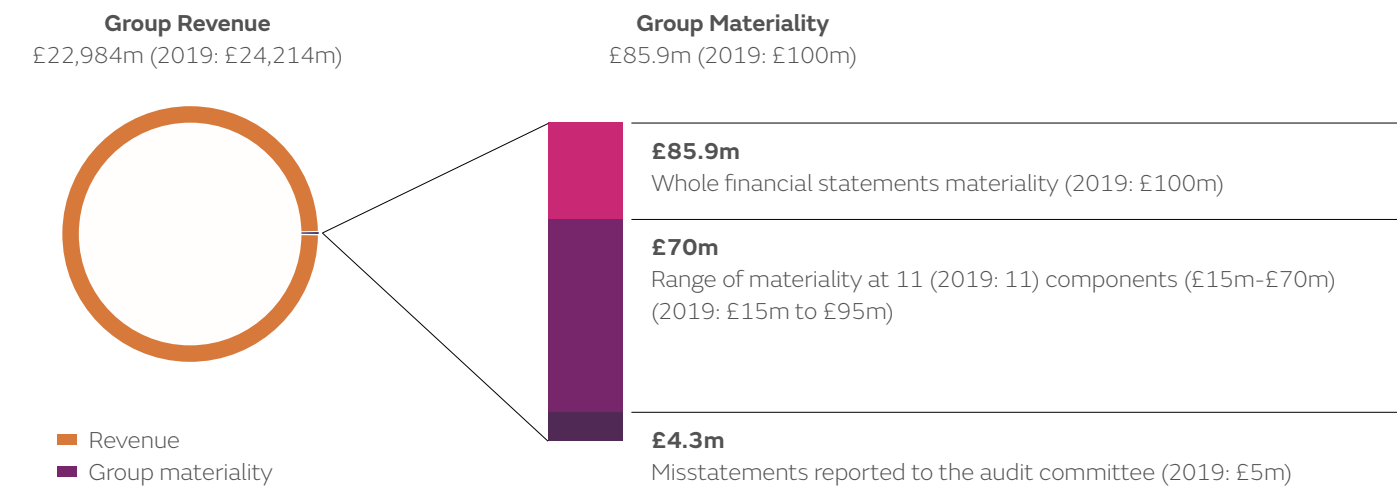 Group Revenue
£22,984m (2019: £24,214m)
Group Materiality
£85.9m (2019: £100m)
£85.9m
Whole financial statements materiality (2019: £100m)
£70m
Range of materiality at 11 (2019: 11) components (£15m-£70m)
(2019: £15m to £95m)
£4.3m
Misstatements reported to the audit committee (2019: £5m)
Revenue
Group materiality